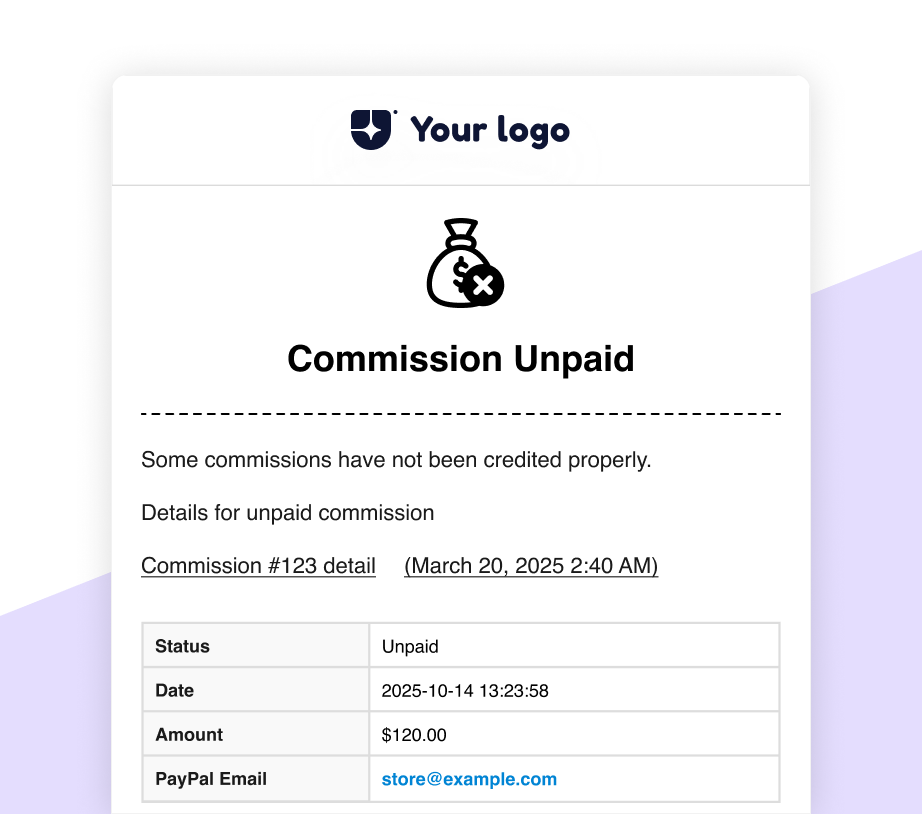 Your logo
Commission Unpaid
Some commissions have not been credited properly.
Details for unpaid commission
Commission #123 detail (March 20, 2025 2:40 AM)
Status Unpaid
Date 2025-10-14 13:23:58
Amount $120.00
PayPal Email store@example.com